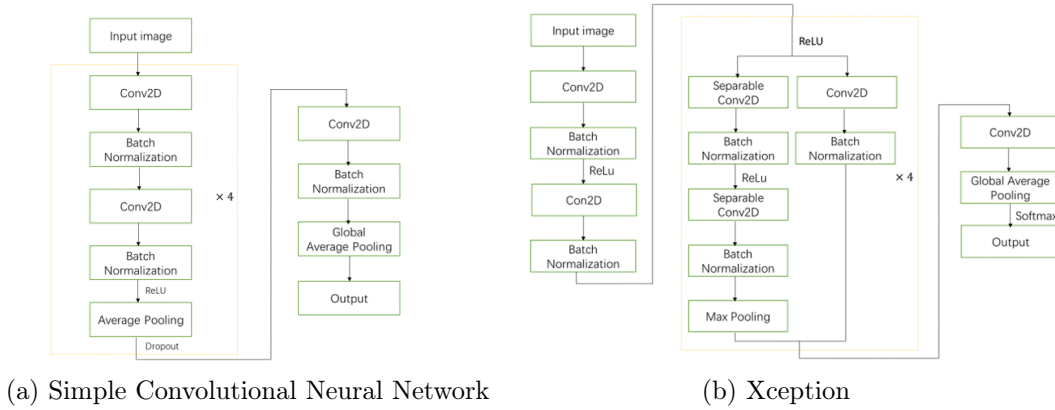 Input image
Conv2D
Batch
Normalization
Conv2D
Batch
Normalization
ReLU
Average Pooling
Dropout
× 4
Conv2D
Batch
Normalization
Global
Average Pooling
Output
(a) Simple Convolutional Neural Network
Input image
Conv2D
Batch
Normalization
ReLu
Con2D
Batch
Normalization
ReLU
Separable
Conv2D
Batch
Normalization
ReLu
Separable
Conv2D
Batch
Normalization
Max Pooling
Conv2D
Batch
Normalization
× 4
Conv2D
Global Average
Pooling
Softmax
Output
(b) Xception